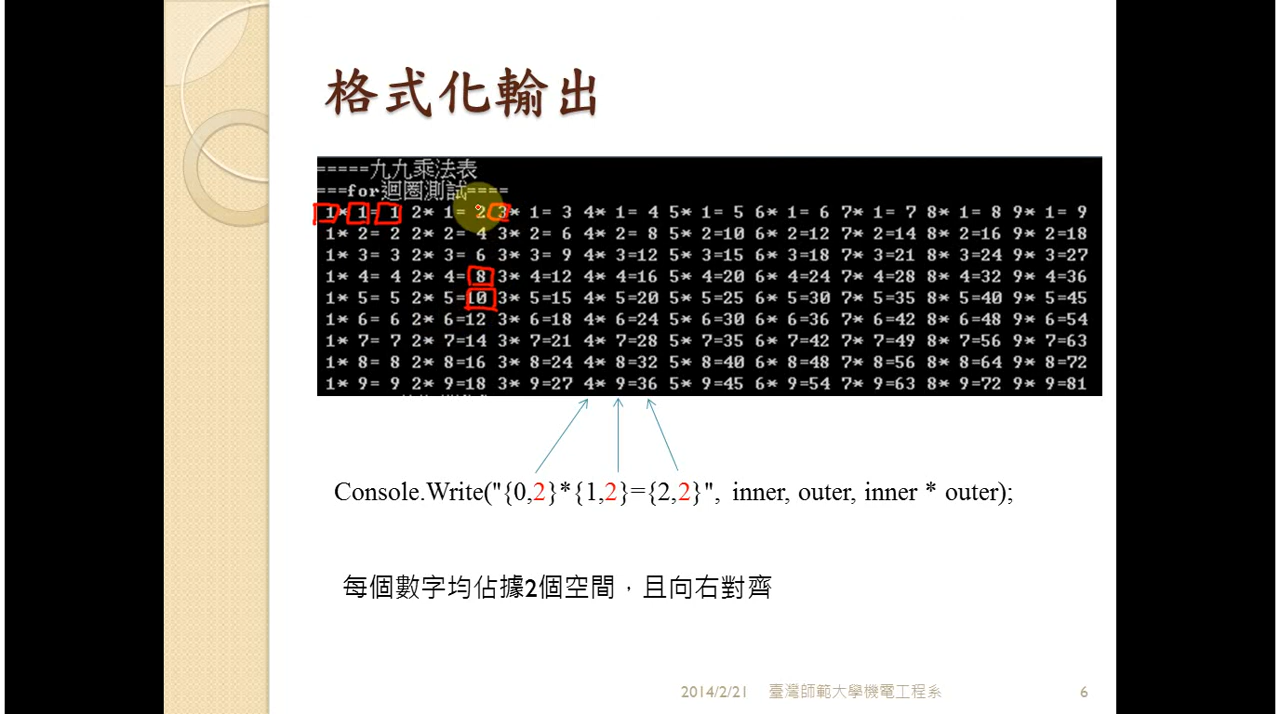 格式化輸出
=====九九乘法表
===for迴圈測試====
1* 1= 1 2* 1= 2 3* 1= 3 4* 1= 4 5* 1= 5 6* 1= 6 7* 1= 7 8* 1= 8 9* 1= 9
1* 2= 2 2* 2= 4 3* 2= 6 4* 2= 8 5* 2=10 6* 2=12 7* 2=14 8* 2=16 9* 2=18
1* 3= 3 2* 3= 6 3* 3= 9 4* 3=12 5* 3=15 6* 3=18 7* 3=21 8* 3=24 9* 3=27
1* 4= 4 2* 4= 8 3* 4=12 4* 4=16 5* 4=20 6* 4=24 7* 4=28 8* 4=32 9* 4=36
1* 5= 5 2* 5=10 3* 5=15 4* 5=20 5* 5=25 6* 5=30 7* 5=35 8* 5=40 9* 5=45
1* 6= 6 2* 6=12 3* 6=18 4* 6=24 5* 6=30 6* 6=36 7* 6=42 8* 6=48 9* 6=54
1* 7= 7 2* 7=14 3* 7=21 4* 7=28 5* 7=35 6* 7=42 7* 7=49 8* 7=56 9* 7=63
1* 8= 8 2* 8=16 3* 8=24 4* 8=32 5* 8=40 6* 8=48 7* 8=56 8* 8=64 9* 8=72
1* 9= 9 2* 9=18 3* 9=27 4* 9=36 5* 9=45 6* 9=54 7* 9=63 8* 9=72 9* 9=81
Console.Write("{0,2}*{1,2}={2,2}", inner, outer, inner * outer);
每個數字均佔據2個空間，且向右對齊
2014/2/21 臺灣師範大學機電工程系 6